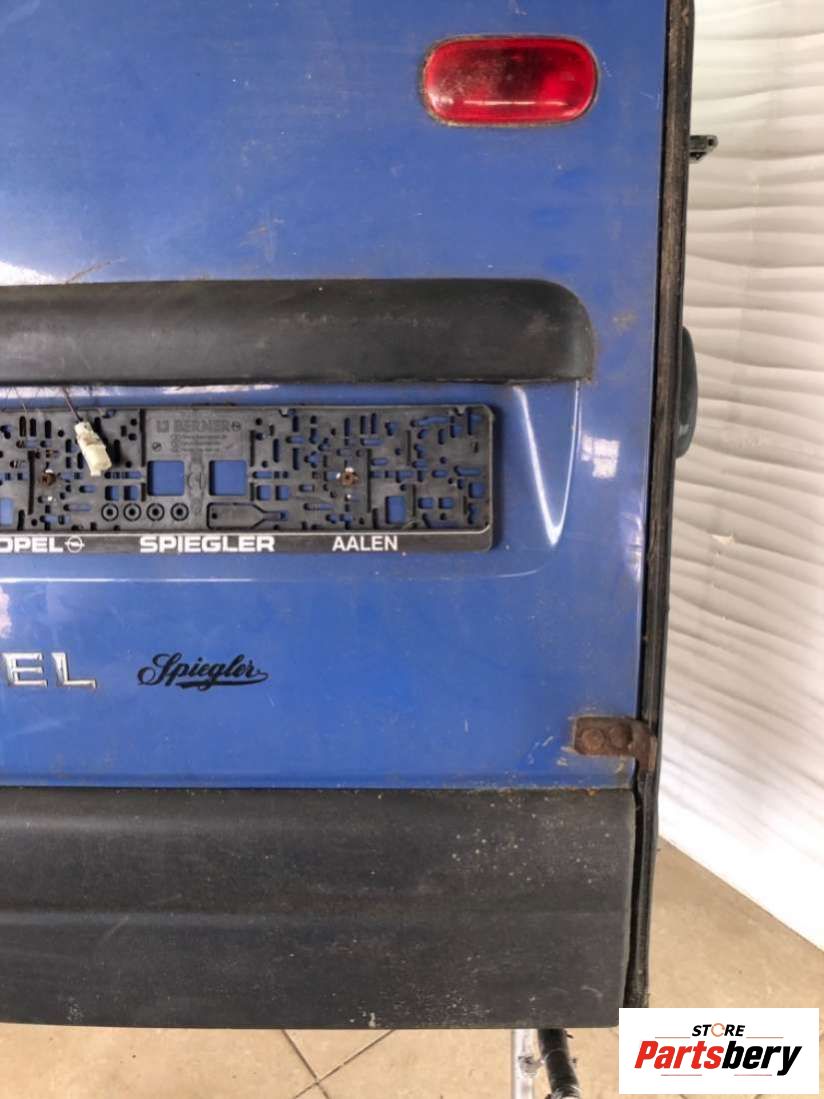 BERNER
OPEL SPIEGLER AALEN
EL Spiegler
STORE
Partsbery